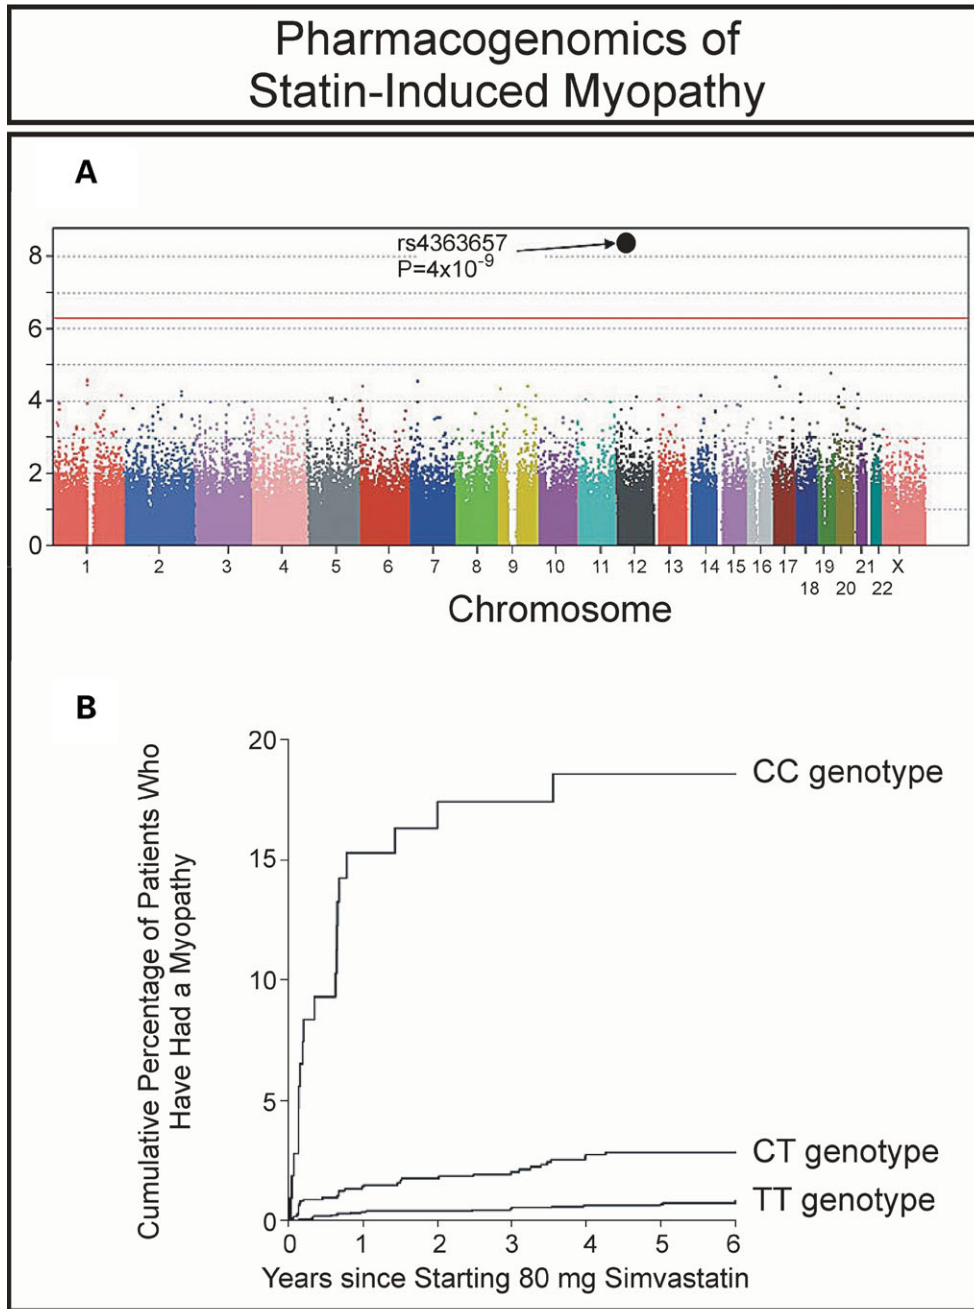 Pharmacogenomics of
Statin-Induced Myopathy
A
rs4363657
P=4x10-9
8
6
4
2
0
1 2 3 4 5 6 7 8 9 10 11 12 13 14 15 16 17 19 21 X
18 20 22
Chromosome
B
Cumulative Percentage of Patients Who
Have Had a Myopathy
20
15
10
5
0
CC genotype
CT genotype
TT genotype
0 1 2 3 4 5 6
Years since Starting 80 mg Simvastatin